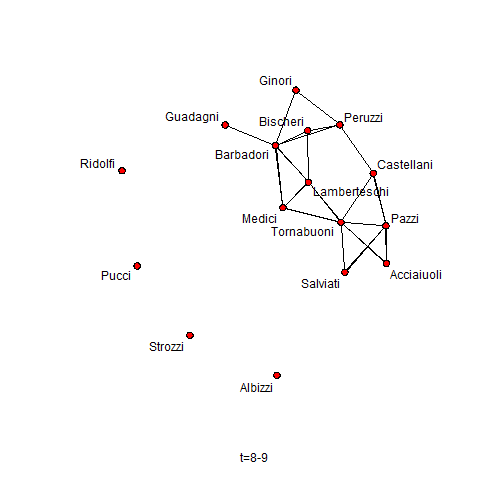 Ginori
Guadagni
Bischeri
Peruzzi
Barbadori
Ridolfi
Castellani
Lamberteschi
Medici
Pazzi
Tornabuoni
Pucci
Acciaiuoli
Salviati
Strozzi
Albizzi
t=8-9